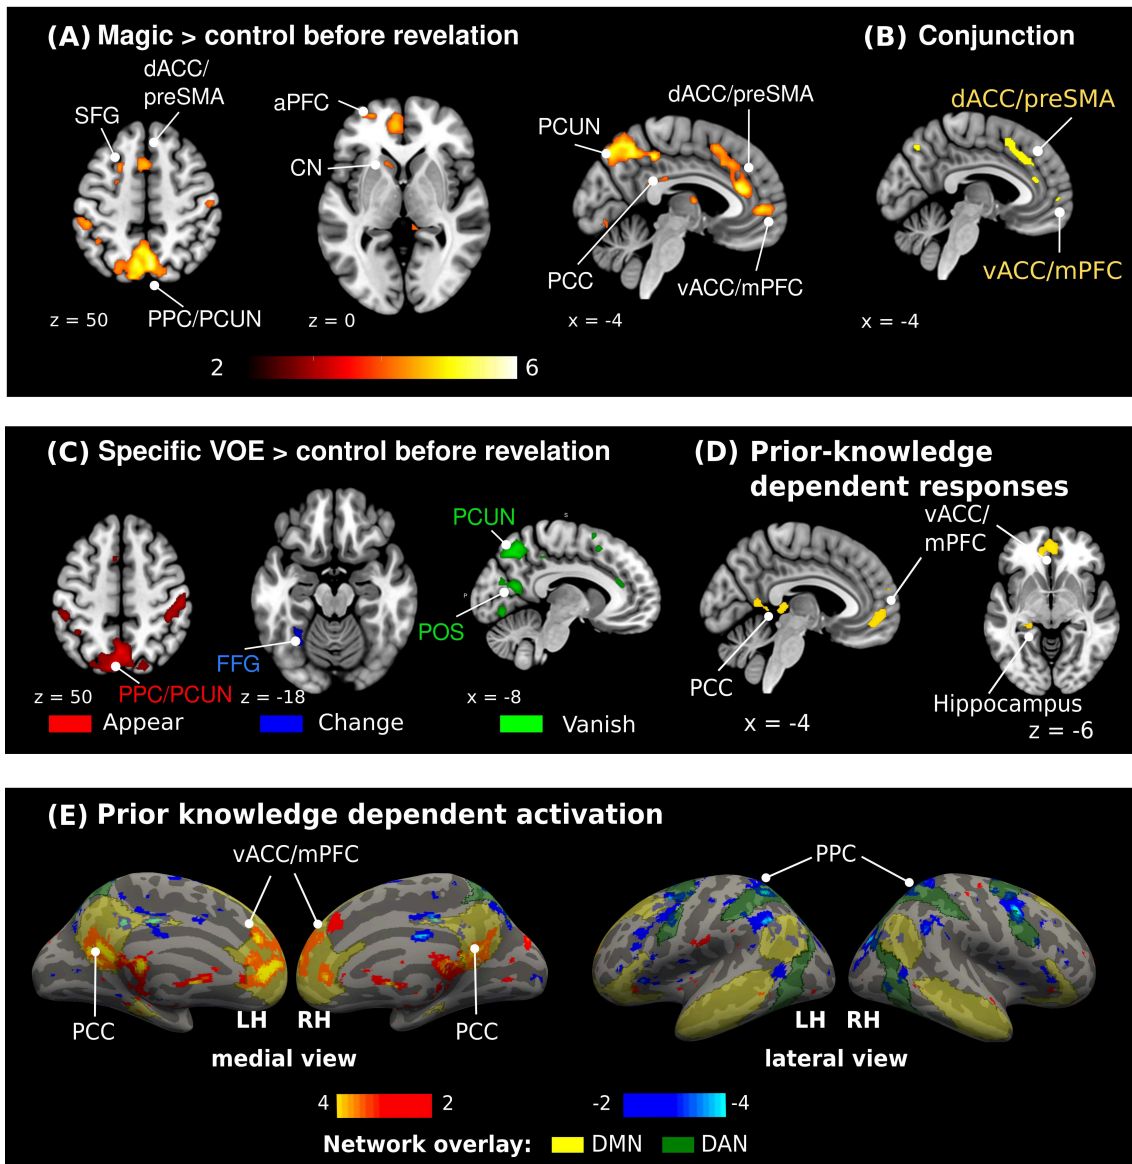 (A) Magic > control before revelation
(B) Conjunction
dACC/
preSMA
SFG
aPFC
CN
PCUN
dACC/preSMA
dACC/preSMA
PPC/PCUN
PCC
vACC/mPFC
vACC/mPFC
z = 50
z = 0
x = -4
x = -4
2
6
(C) Specific VOE > control before revelation
(D) Prior-knowledge
dependent responses
PCUN
S
P
POS
FFG
vACC/
mPFC
PCC
Hippocampus
z = 50
PPC/PCUN
z = -18
x = -8
x = -4
z = -6
Appear
Change
Vanish
(E) Prior knowledge dependent activation
vACC/mPFC
PPC
PCC
LH
RH
PCC
LH
RH
medial view
lateral view
4
2
-2
-4
Network overlay:
DMN
DAN